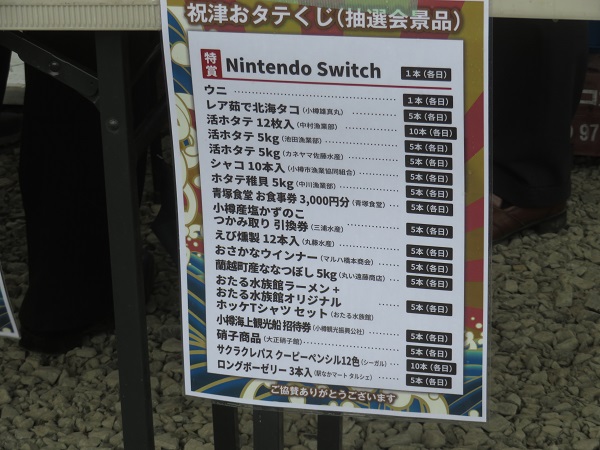 祝津おタテくじ(抽選会景品)
特賞 Nintendo Switch 1本(各日)
ウニ 1本(各日)
レア茹で北海タコ(小樽雄真丸) 5本(各日)
活ホタテ 12枚入(中村漁業部) 10本(各日)
活ホタテ 5kg(池田漁業部) 5本(各日)
活ホタテ 5kg(カネヤマ佐藤水産) 5本(各日)
シャコ 10本入(小樽市漁業協同組合) 5本(各日)
ホタテ稚貝 5kg(中川漁業部) 5本(各日)
青塚食堂 お食事券 3,000円分(青塚食堂) 5本(各日)
小樽産塩かずのこ
つかみ取り 引換券(三浦水産) 5本(各日)
えび燻製 12本入(丸藤水産) 5本(各日)
おさかなウインナー(マルハ橋本商会) 5本(各日)
蘭越町産ななつぼし 5kg(丸い遠藤商店) 5本(各日)
おたる水族館ラーメン+
おたる水族館オリジナル
ホッケTシャツ セット(おたる水族館) 5本(各日)
小樽海上観光船 招待券(小樽観光振興公社) 5本(各日)
硝子商品(大正硝子館) 5本(各日)
サクラクレパス クーピーペンシル12色(シーガル) 10本(各日)
ロングボーゼリー 3本入(駅なかマート タルシェ) 5本(各日)
ご協賛ありがとうございます